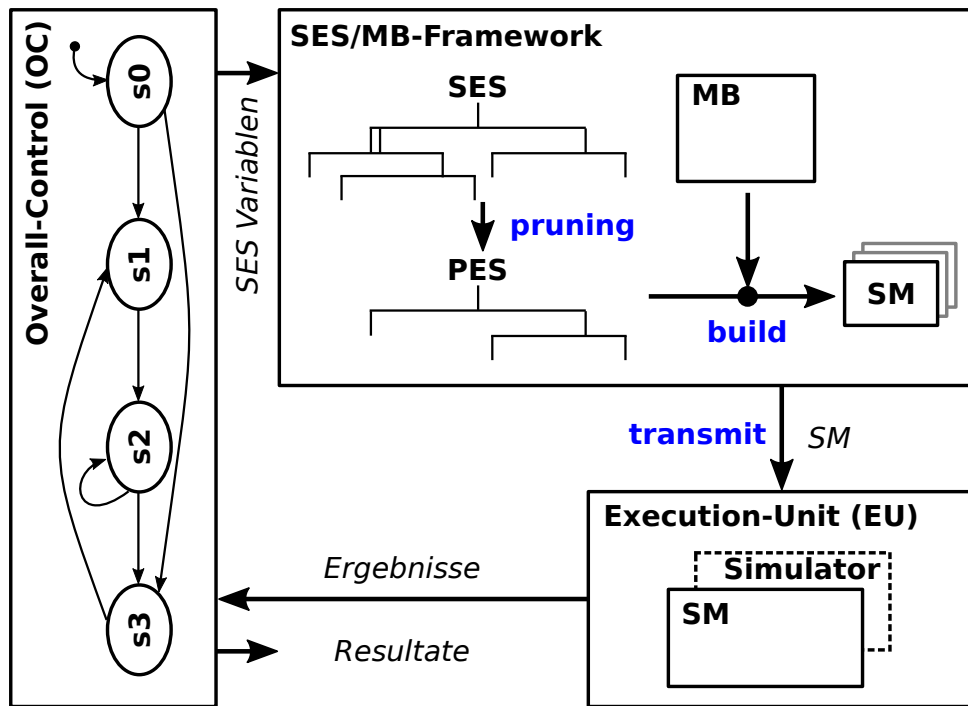 Overall-Control (OC)
s0
s1
s2
s3
SES Variablen
SES/MB-Framework
SES
MB
pruning
PES
SM
build
transmit
SM
Execution-Unit (EU)
Simulator
SM
Ergebnisse
Resultate